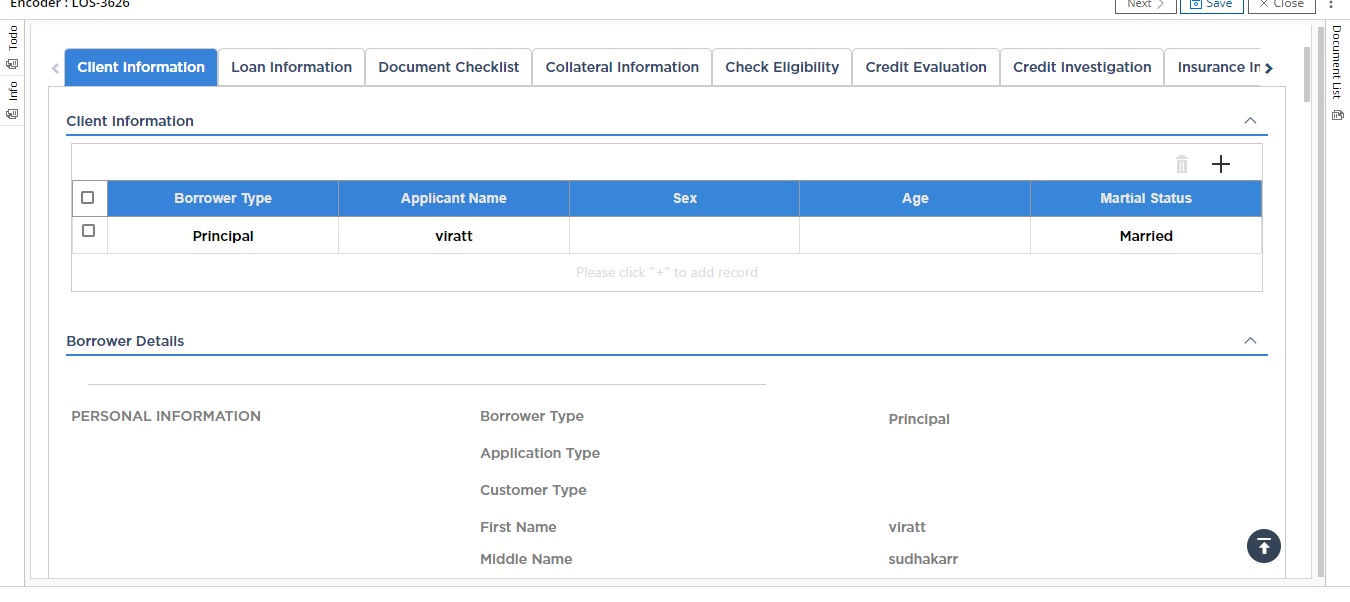 Encoder : LOS-3626
Next
Save
Close
Todo
Info
Document List
Client Information
Loan Information
Document Checklist
Collateral Information
Check Eligibility
Credit Evaluation
Credit Investigation
Insurance In
Client Information
Borrower Type Applicant Name Sex Age Martial Status
Principal viratt Married
Please click "+" to add record
Borrower Details
PERSONAL INFORMATION Borrower Type Principal
Application Type
Customer Type
First Name viratt
Middle Name sudhakarr